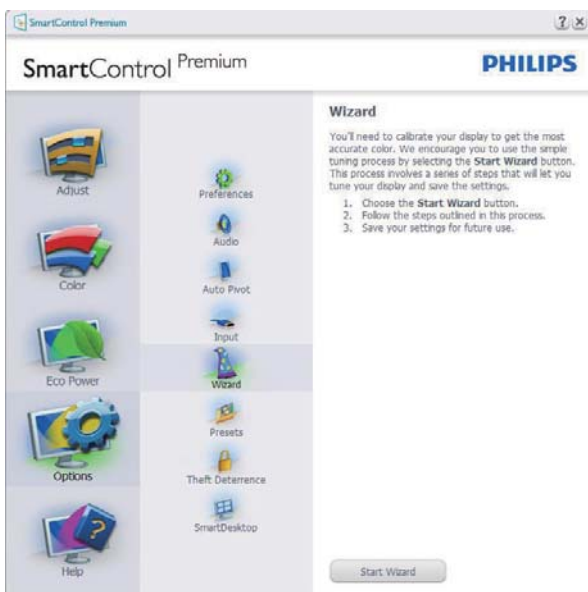 SmartControl Premium
SmartControl Premium
PHILIPS
Adjust
Color
Eco Power
Options
Help
Preferences
Audio
Auto Pivot
Input
Wizard
Presets
Theft Deterrence
SmartDesktop
Wizard
You'll need to calibrate your display to get the most
accurate color. We encourage you to use the simple
tuning process by selecting the Start Wizard button.
This process involves a series of steps that will let you
tune your display and save the settings.
1. Choose the Start Wizard button.
2. Follow the steps outlined in this process.
3. Save your settings for future use.
Start Wizard